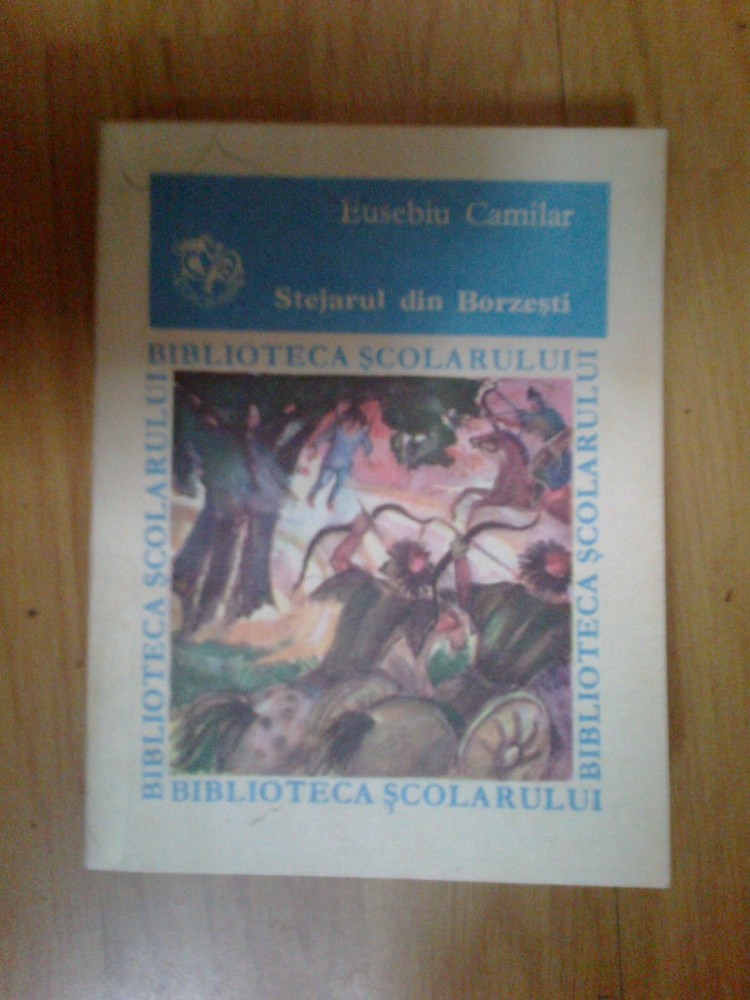 Eusebiu Camilar
Stejarul din Borzești
BIBLIOTECA ȘCOLARULUI
BIBLIOTECA ȘCOLARULUI
BIBLIOTECA ȘCOLARULUI
BIBLIOTECA ȘCOLARULUI